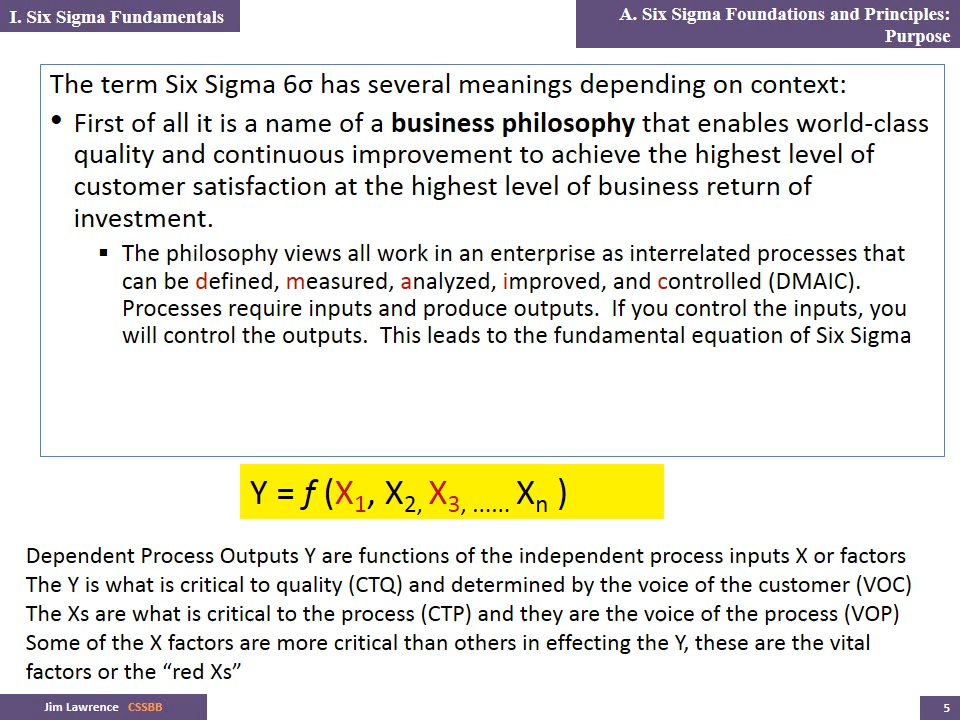 I. Six Sigma Fundamentals
A. Six Sigma Foundations and Principles:
Purpose
The term Six Sigma 6σ has several meanings depending on context:
• First of all it is a name of a business philosophy that enables world-class
quality and continuous improvement to achieve the highest level of
customer satisfaction at the highest level of business return of
investment.
▪ The philosophy views all work in an enterprise as interrelated processes that
can be defined, measured, analyzed, improved, and controlled (DMAIC).
Processes require inputs and produce outputs.  If you control the inputs, you
will control the outputs.  This leads to the fundamental equation of Six Sigma
Y = f (X1, X2, X3, ...... Xn )
Dependent Process Outputs Y are functions of the independent process inputs X or factors
The Y is what is critical to quality (CTQ) and determined by the voice of the customer (VOC)
The Xs are what is critical to the process (CTP) and they are the voice of the process (VOP)
Some of the X factors are more critical than others in effecting the Y, these are the vital
factors or the “red Xs”
Jim Lawrence CSSBB
5